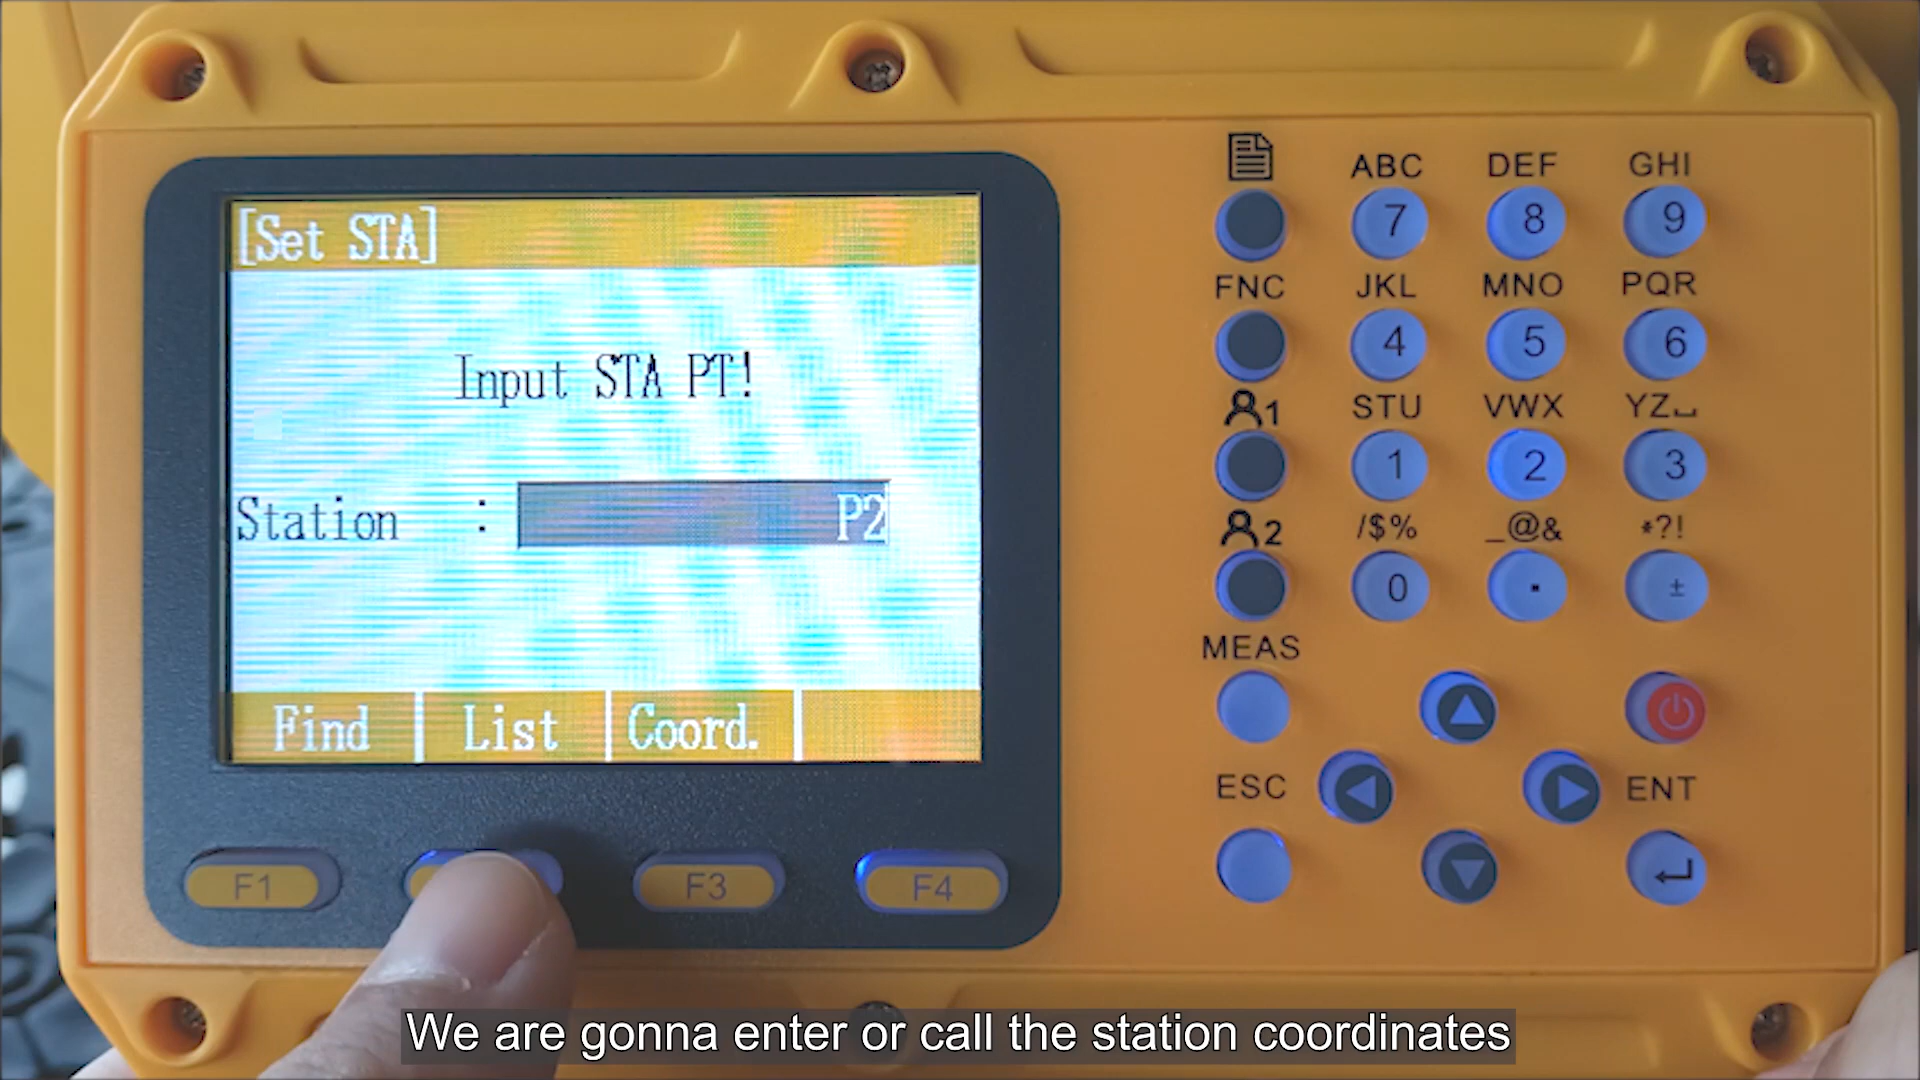 [Set STA]
Input STA PT!
Station : P2
Find List Coord.
F1 F3 F4
ABC DEF GHI
7 8 9
FNC JKL MNO PQR
4 5 6
1 STU VWX YZ␣
1 2 3
2 /$% _@& *?!
0 . ±
MEAS
ESC ENT
We are gonna enter or call the station coordinates